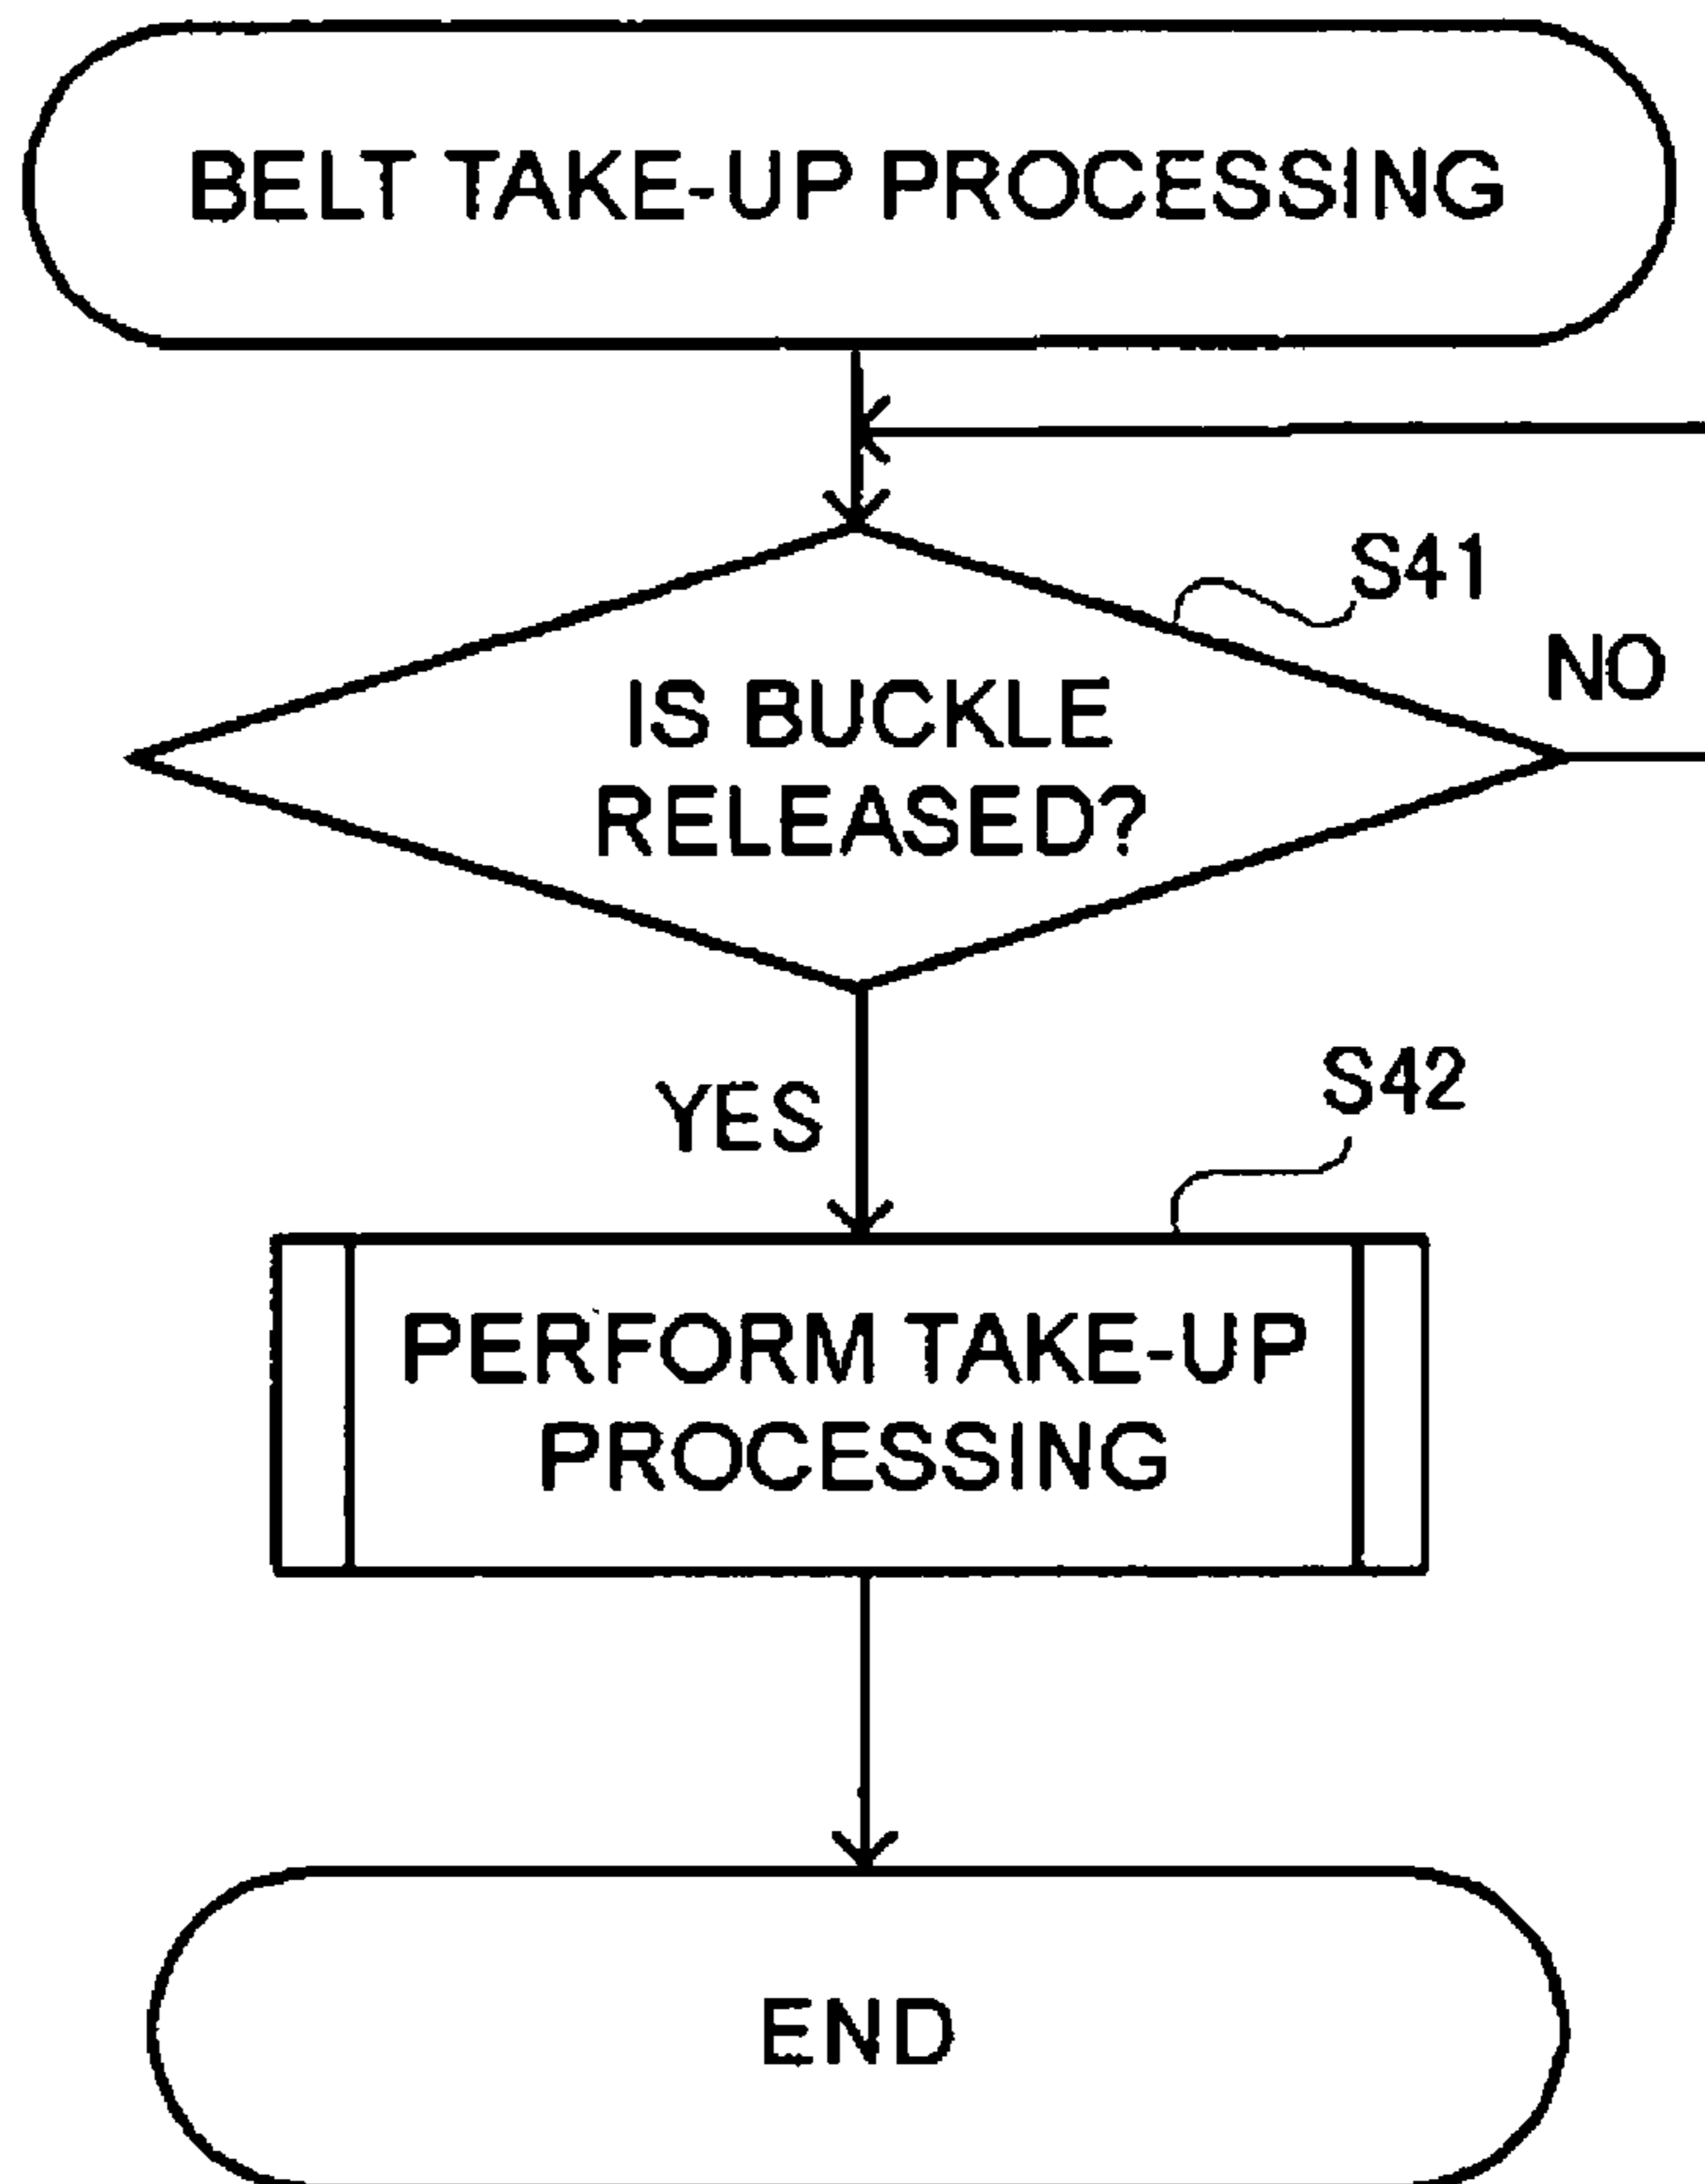 BELT TAKE-UP PROCESSING
S41
NO
IS BUCKLE
RELEASED?
YES
S42
PERFORM TAKE-UP
PROCESSING
END